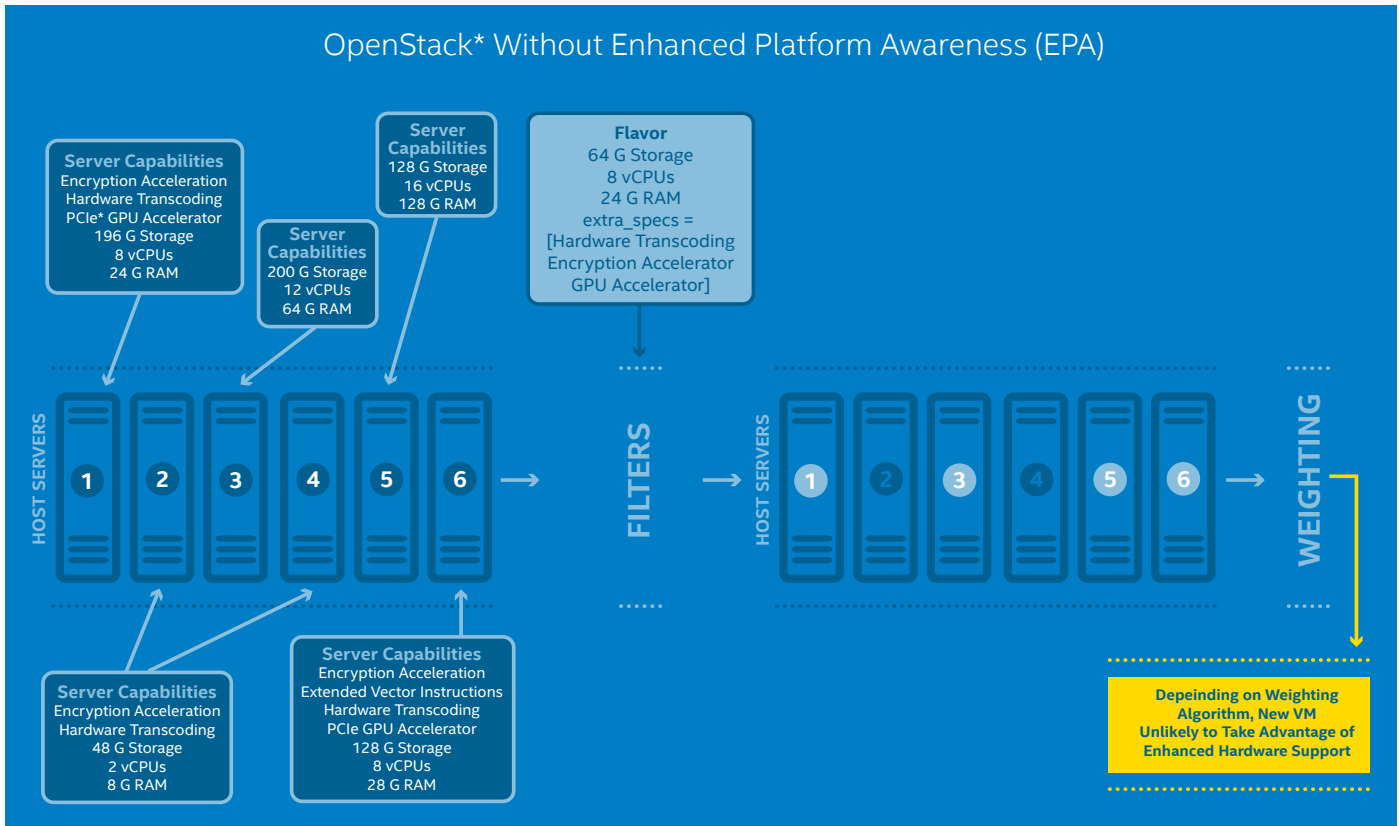 OpenStack* Without Enhanced Platform Awareness (EPA)
Server Capabilities
Encryption Acceleration
Hardware Transcoding
PCIe* GPU Accelerator
196 G Storage
8 vCPUs
24 G RAM
Server
Capabilities
200 G Storage
12 vCPUs
64 G RAM
Server
Capabilities
128 G Storage
16 vCPUs
128 G RAM
Flavor
64 G Storage
8 vCPUs
24 G RAM
extra_specs =
[Hardware Transcoding
Encryption Accelerator
GPU Accelerator]
HOST SERVERS
1
2
3
4
5
6
FILTERS
HOST SERVERS
1
2
3
4
5
6
WEIGHTING
Server Capabilities
Encryption Acceleration
Hardware Transcoding
48 G Storage
2 vCPUs
8 G RAM
Server Capabilities
Encryption Acceleration
Extended Vector Instructions
Hardware Transcoding
PCIe GPU Accelerator
128 G Storage
8 vCPUs
28 G RAM
Depeinding on Weighting
Algorithm, New VM
Unlikely to Take Advantage of
Enhanced Hardware Support